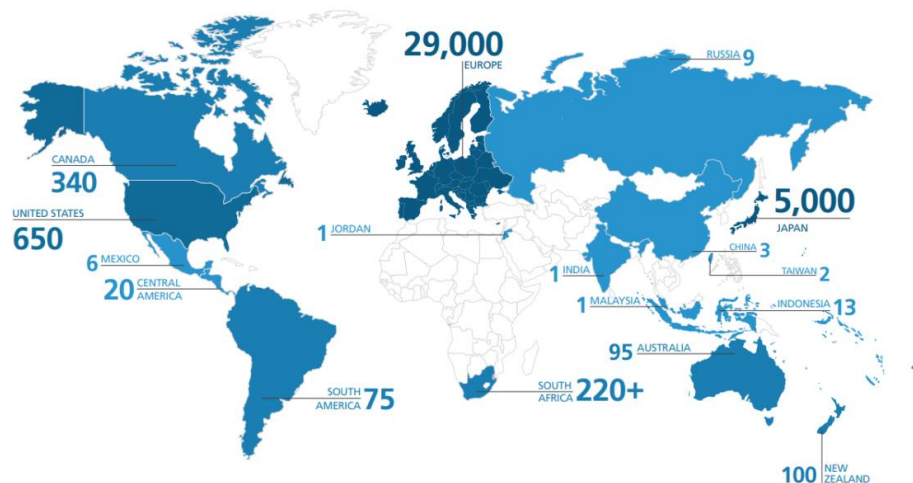 29,000
EUROPE
RUSSIA 9
CANADA
340
UNITED STATES
650
5,000
JAPAN
1 JORDAN
CHINA 3
6 MEXICO
1 INDIA
TAIWAN 2
20 CENTRAL
AMERICA
1 MALAYSIA
INDONESIA 13
95 AUSTRALIA
SOUTH
AMERICA 75
SOUTH
AFRICA 220+
100 NEW
ZEALAND